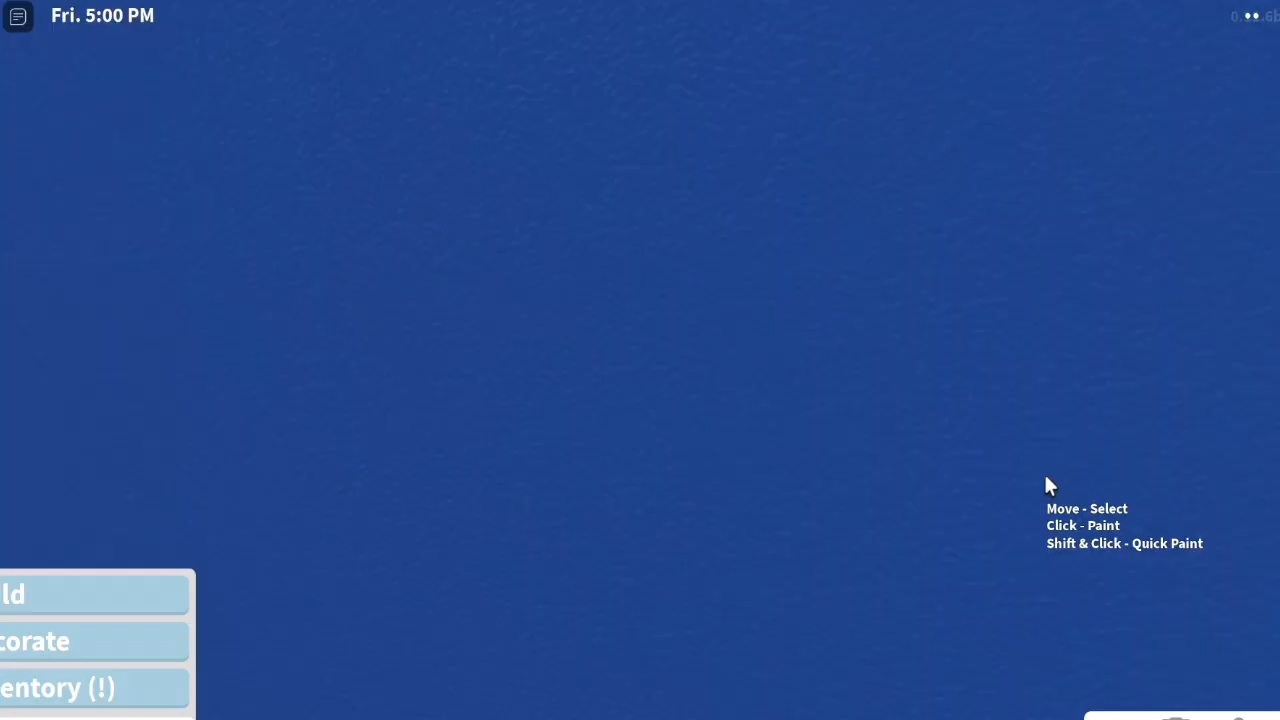 Fri. 5:00 PM
Move - Select
Click - Paint
Shift & Click - Quick Paint
ld
corate
entory (!)